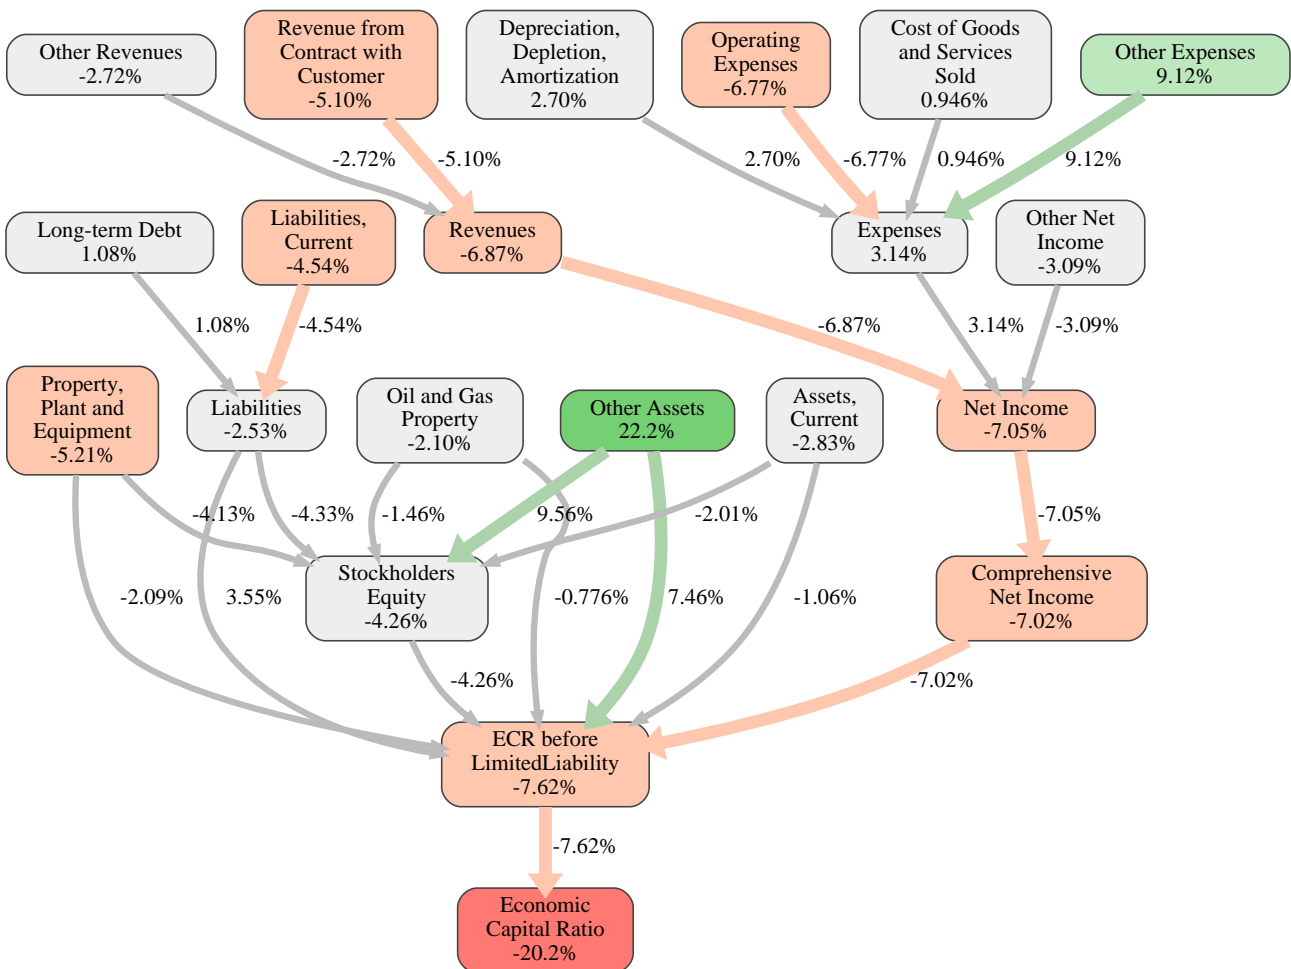 Other Revenues
-2.72%
Revenue from
Contract with
Customer
-5.10%
Depreciation,
Depletion,
Amortization
2.70%
Operating
Expenses
-6.77%
Cost of Goods
and Services
Sold
0.946%
Other Expenses
9.12%
-2.72%
-5.10%
2.70%
-6.77%
0.946%
9.12%
Long-term Debt
1.08%
Liabilities,
Current
-4.54%
Revenues
-6.87%
Expenses
3.14%
Other Net
Income
-3.09%
1.08%
-4.54%
-6.87%
3.14%
-3.09%
Property,
Plant and
Equipment
-5.21%
Liabilities
-2.53%
Oil and Gas
Property
-2.10%
Other Assets
22.2%
Assets,
Current
-2.83%
Net Income
-7.05%
-4.13%
-4.33%
-1.46%
9.56%
-2.01%
-7.05%
Stockholders
Equity
-4.26%
Comprehensive
Net Income
-7.02%
-2.09%
3.55%
-0.776%
7.46%
-1.06%
-4.26%
-7.02%
ECR before
LimitedLiability
-7.62%
-7.62%
Economic
Capital Ratio
-20.2%